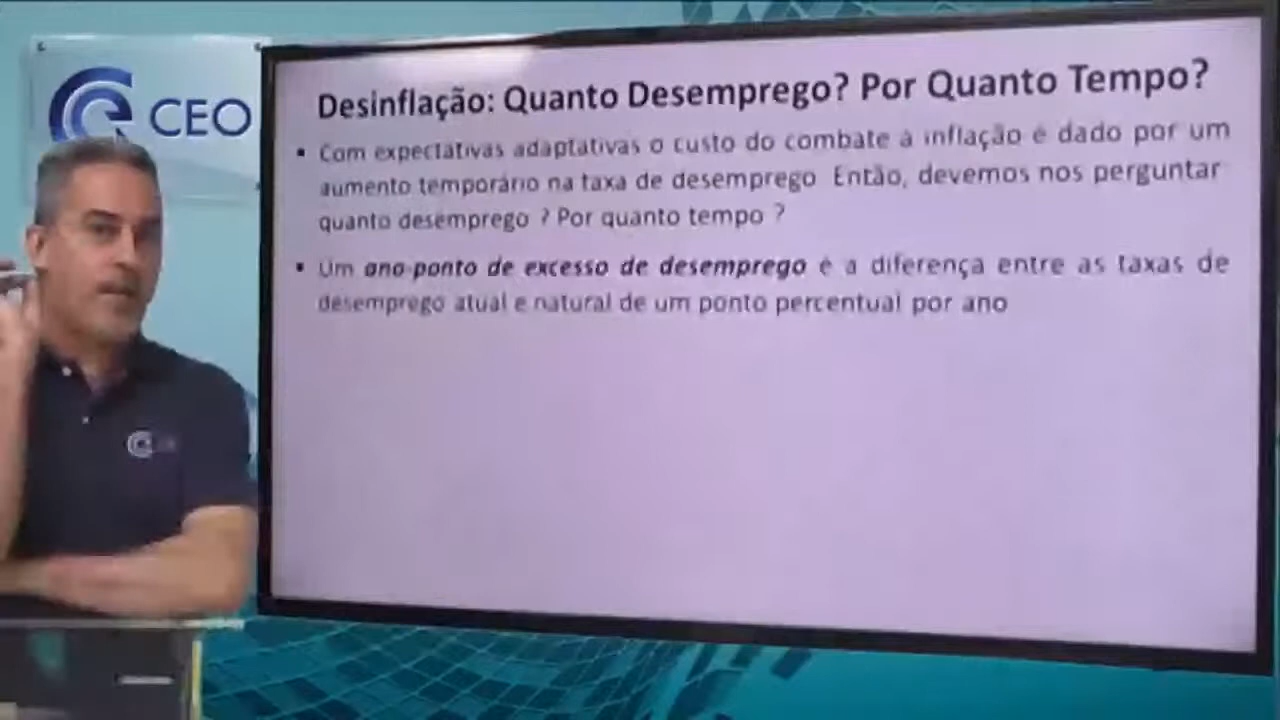 CEO
Desinflação: Quanto Desemprego? Por Quanto Tempo?
▪ Com expectativas adaptativas o custo do combate à inflação é dado por um
aumento temporário na taxa de desemprego Então, devemos nos perguntar
quanto desemprego ? Por quanto tempo ?
▪ Um ano-ponto de excesso de desemprego é a diferença entre as taxas de
desemprego atual e natural de um ponto percentual por ano